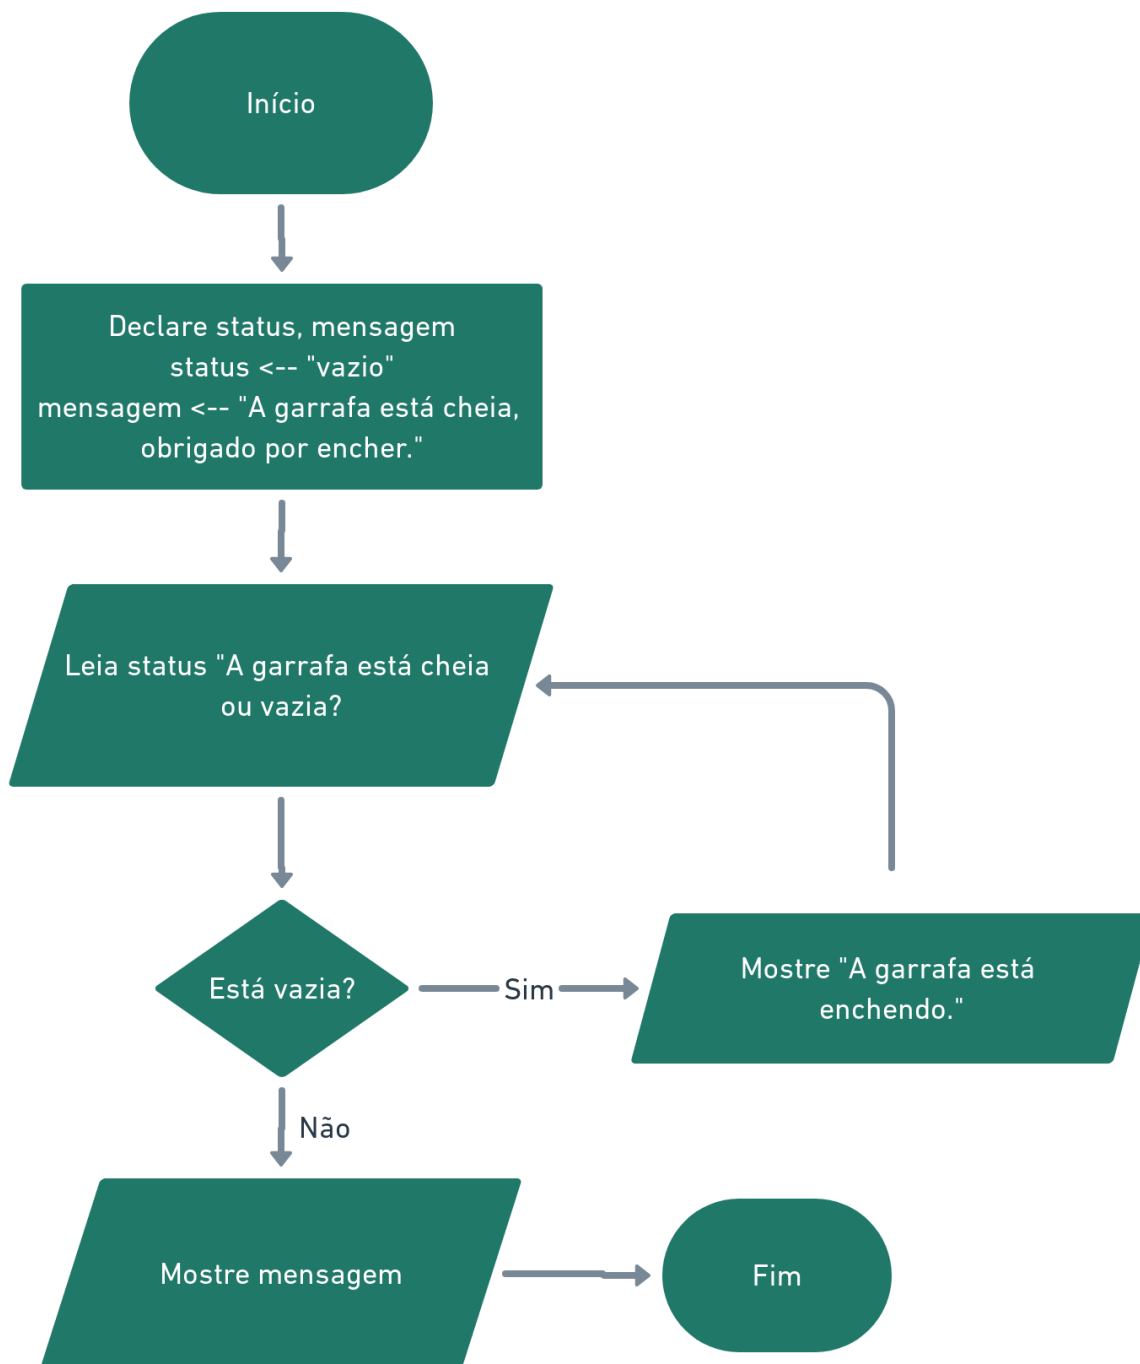 Início
Declare status, mensagem
status <-- "vazio"
mensagem <-- "A garrafa está cheia,
obrigado por encher."
Leia status "A garrafa está cheia
ou vazia?
Está vazia?
Sim
Mostre "A garrafa está
enchendo."
Não
Mostre mensagem
Fim